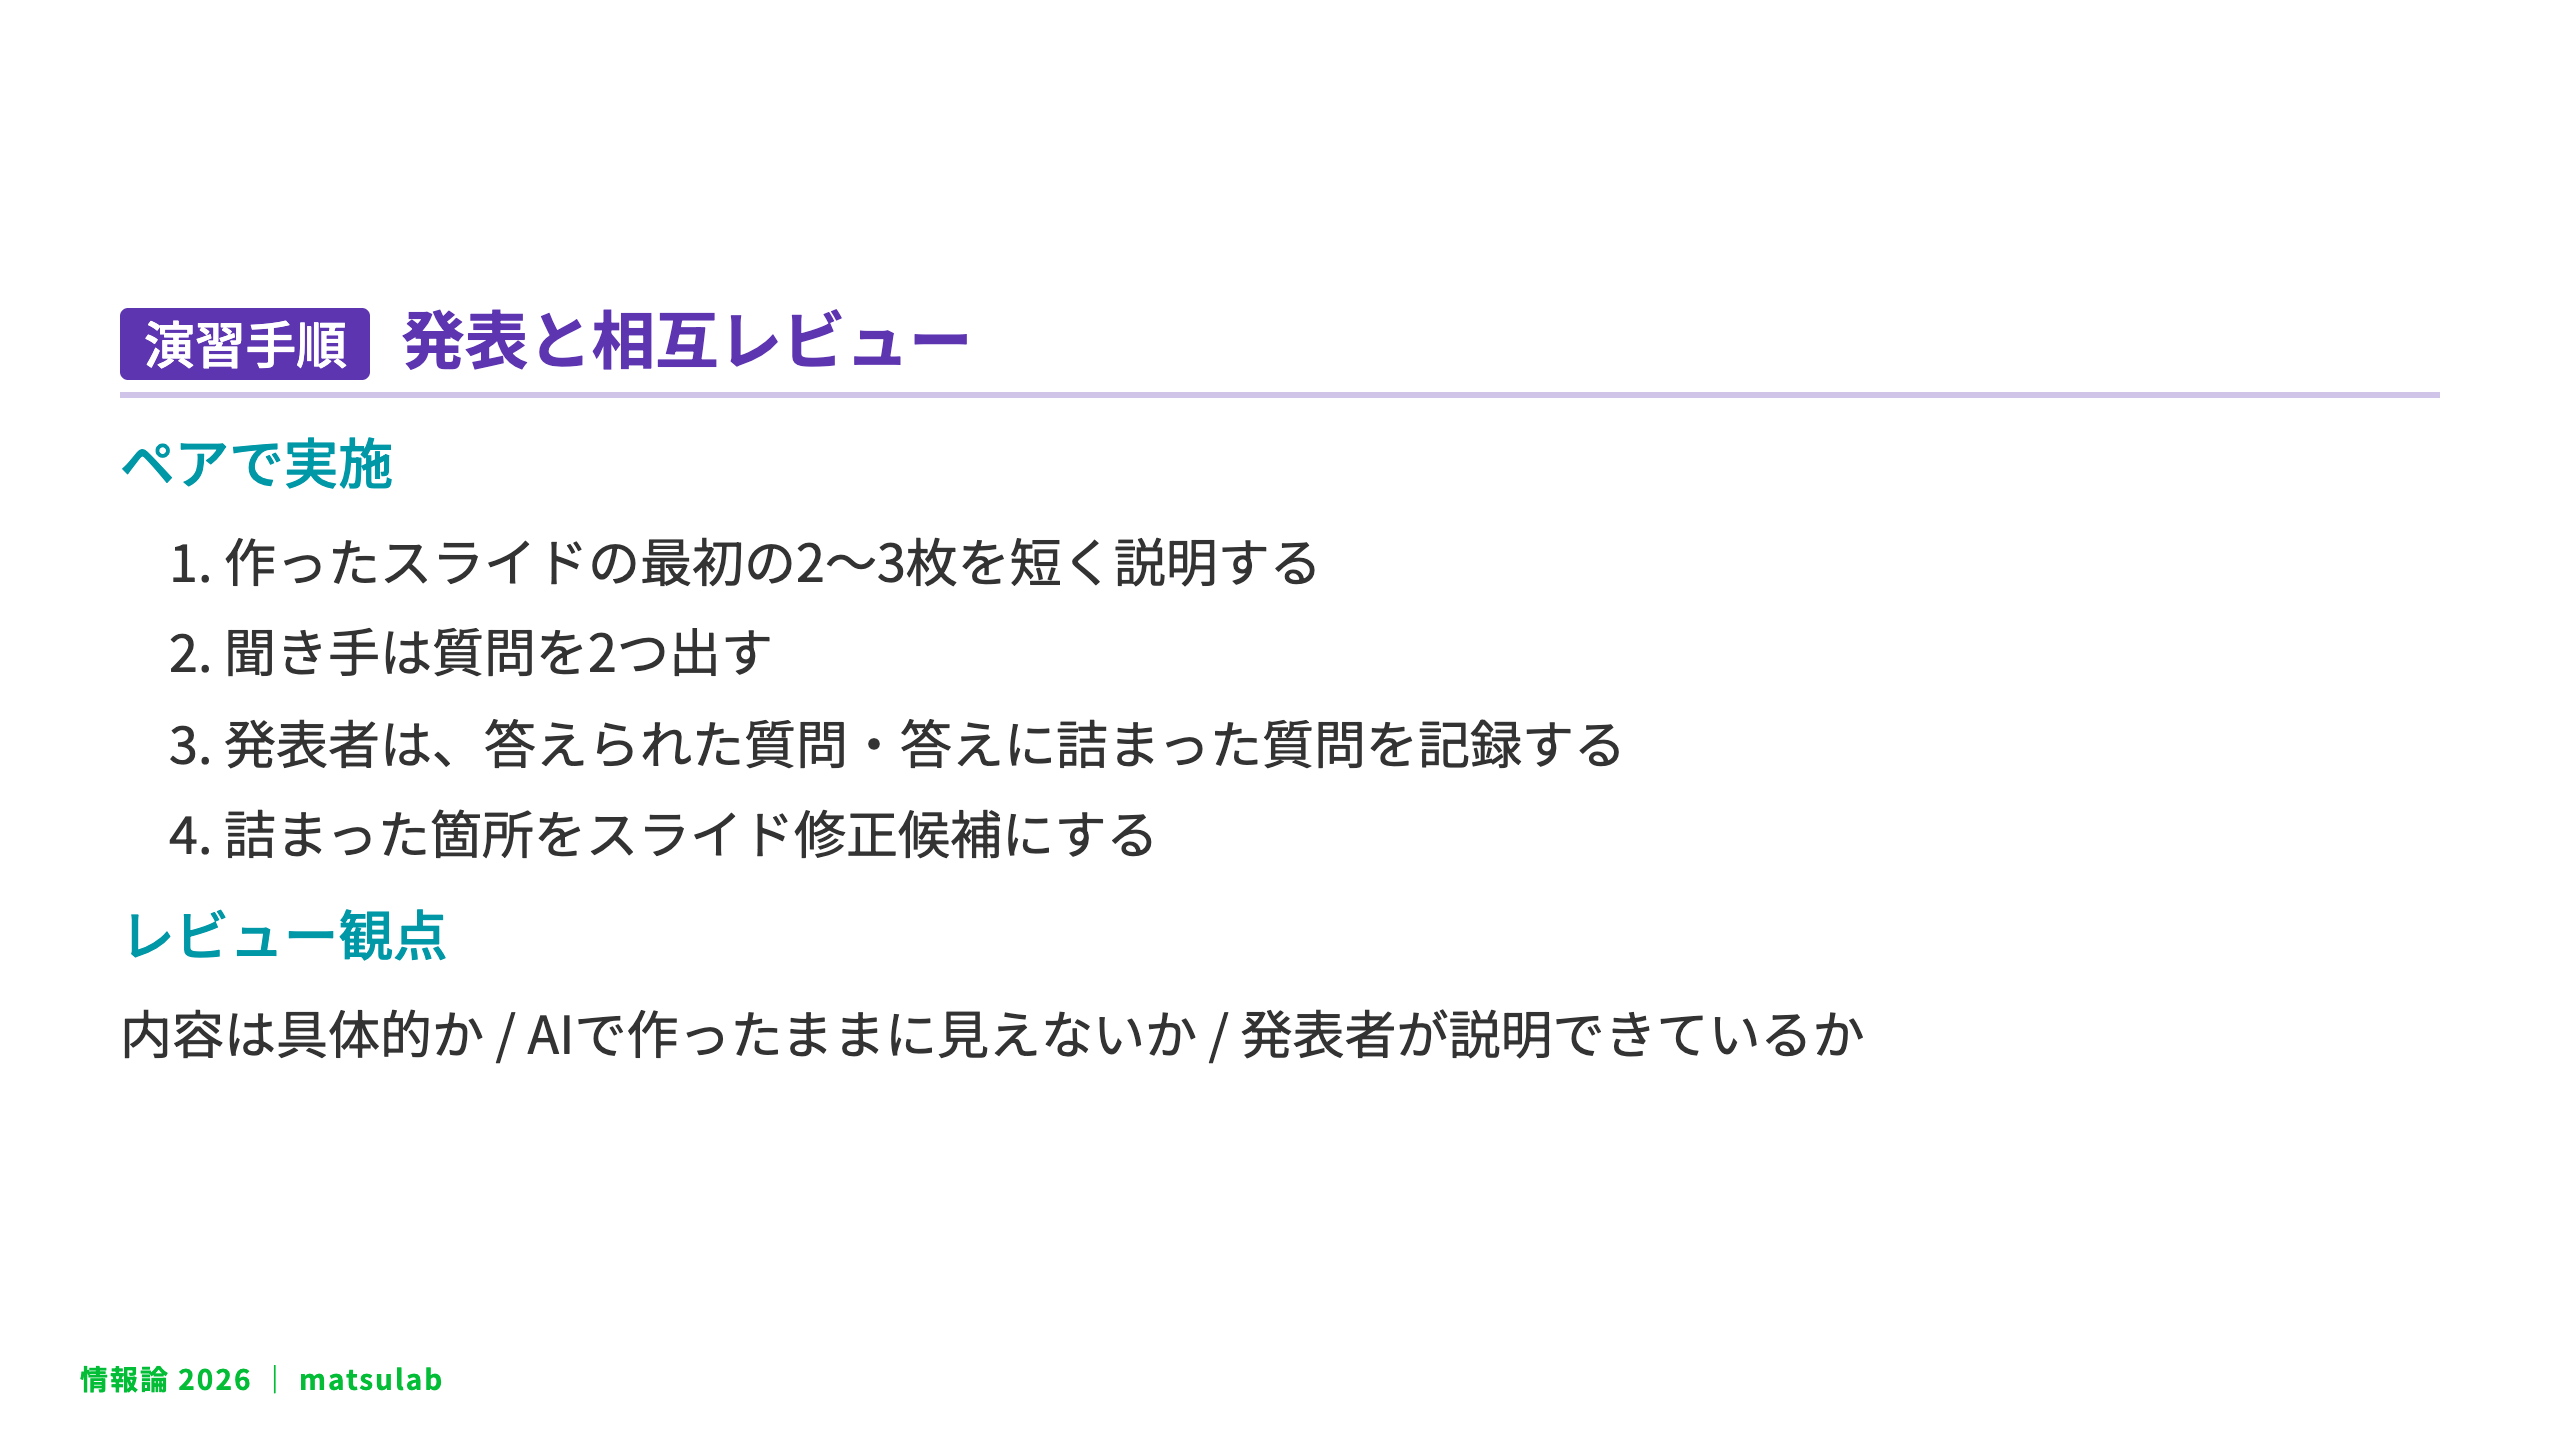 演習手順 発表と相互レビュー
ペアで実施
1. 作ったスライドの最初の2〜3枚を短く説明する
2. 聞き手は質問を2つ出す
3. 発表者は、答えられた質問・答えに詰まった質問を記録する
4. 詰まった箇所をスライド修正候補にする
レビュー観点
内容は具体的か / AIで作ったままに見えないか / 発表者が説明できているか
情報論 2026 | matsulab